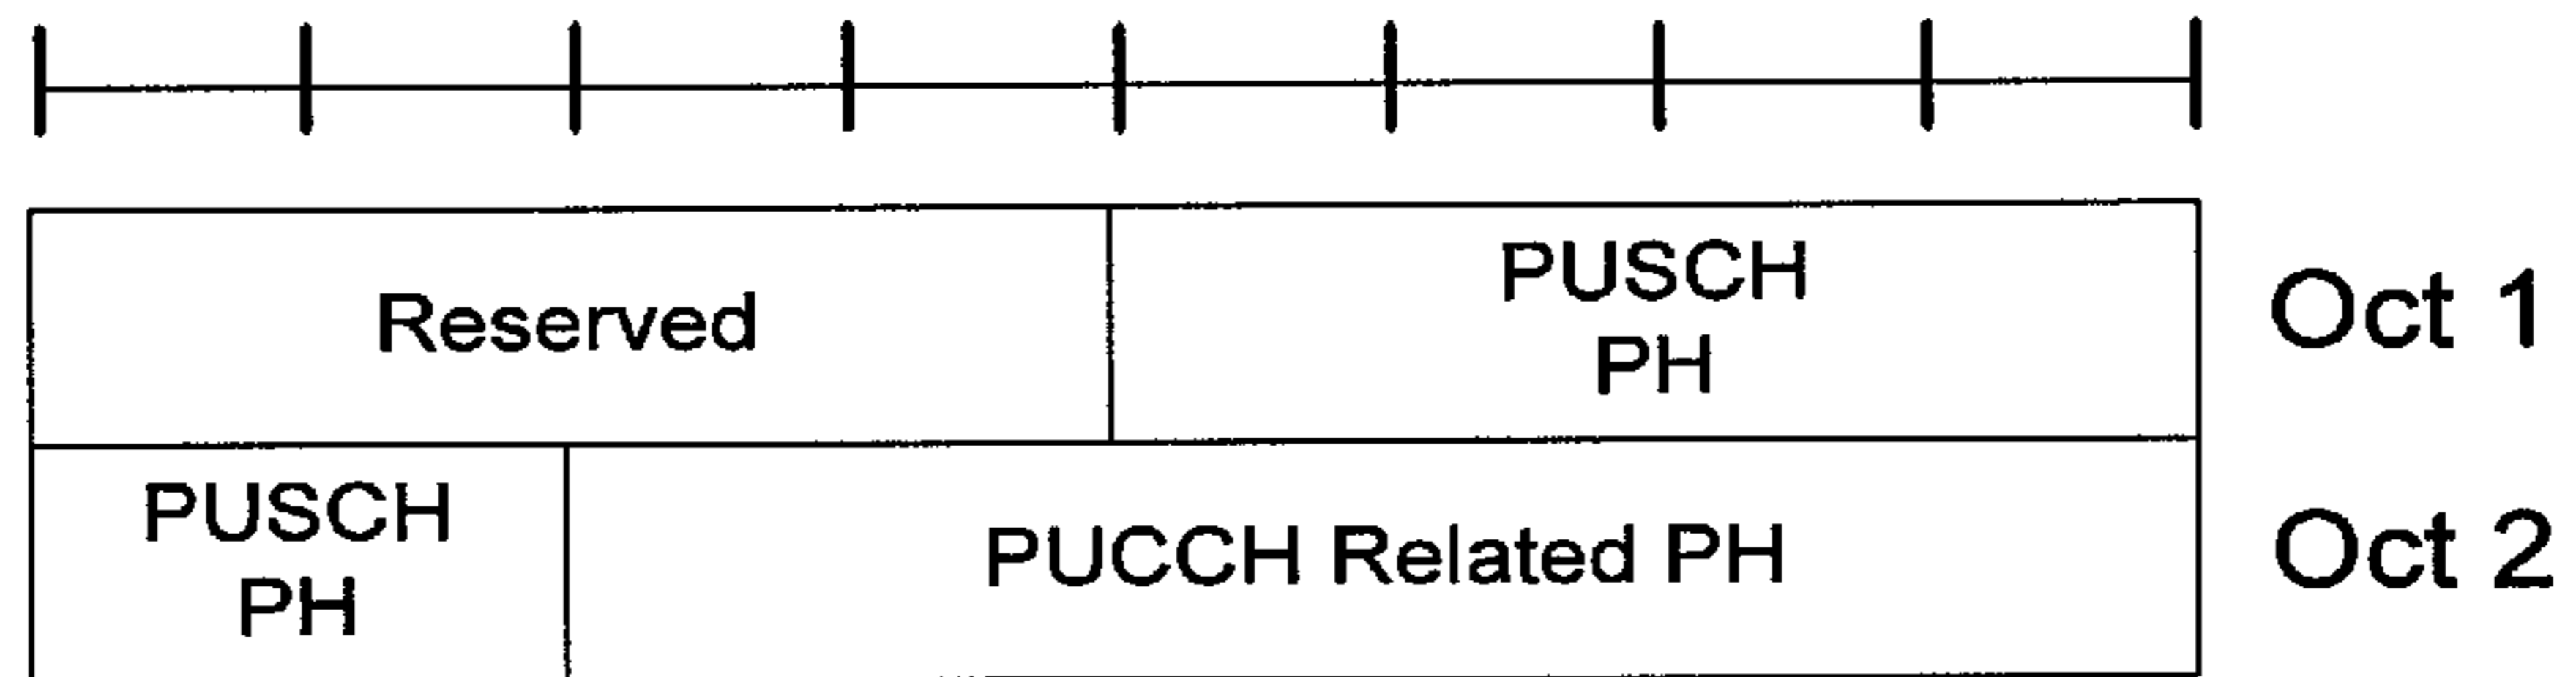 Reserved
PUSCH
PH
Oct 1
PUSCH
PH
PUCCH Related PH
Oct 2